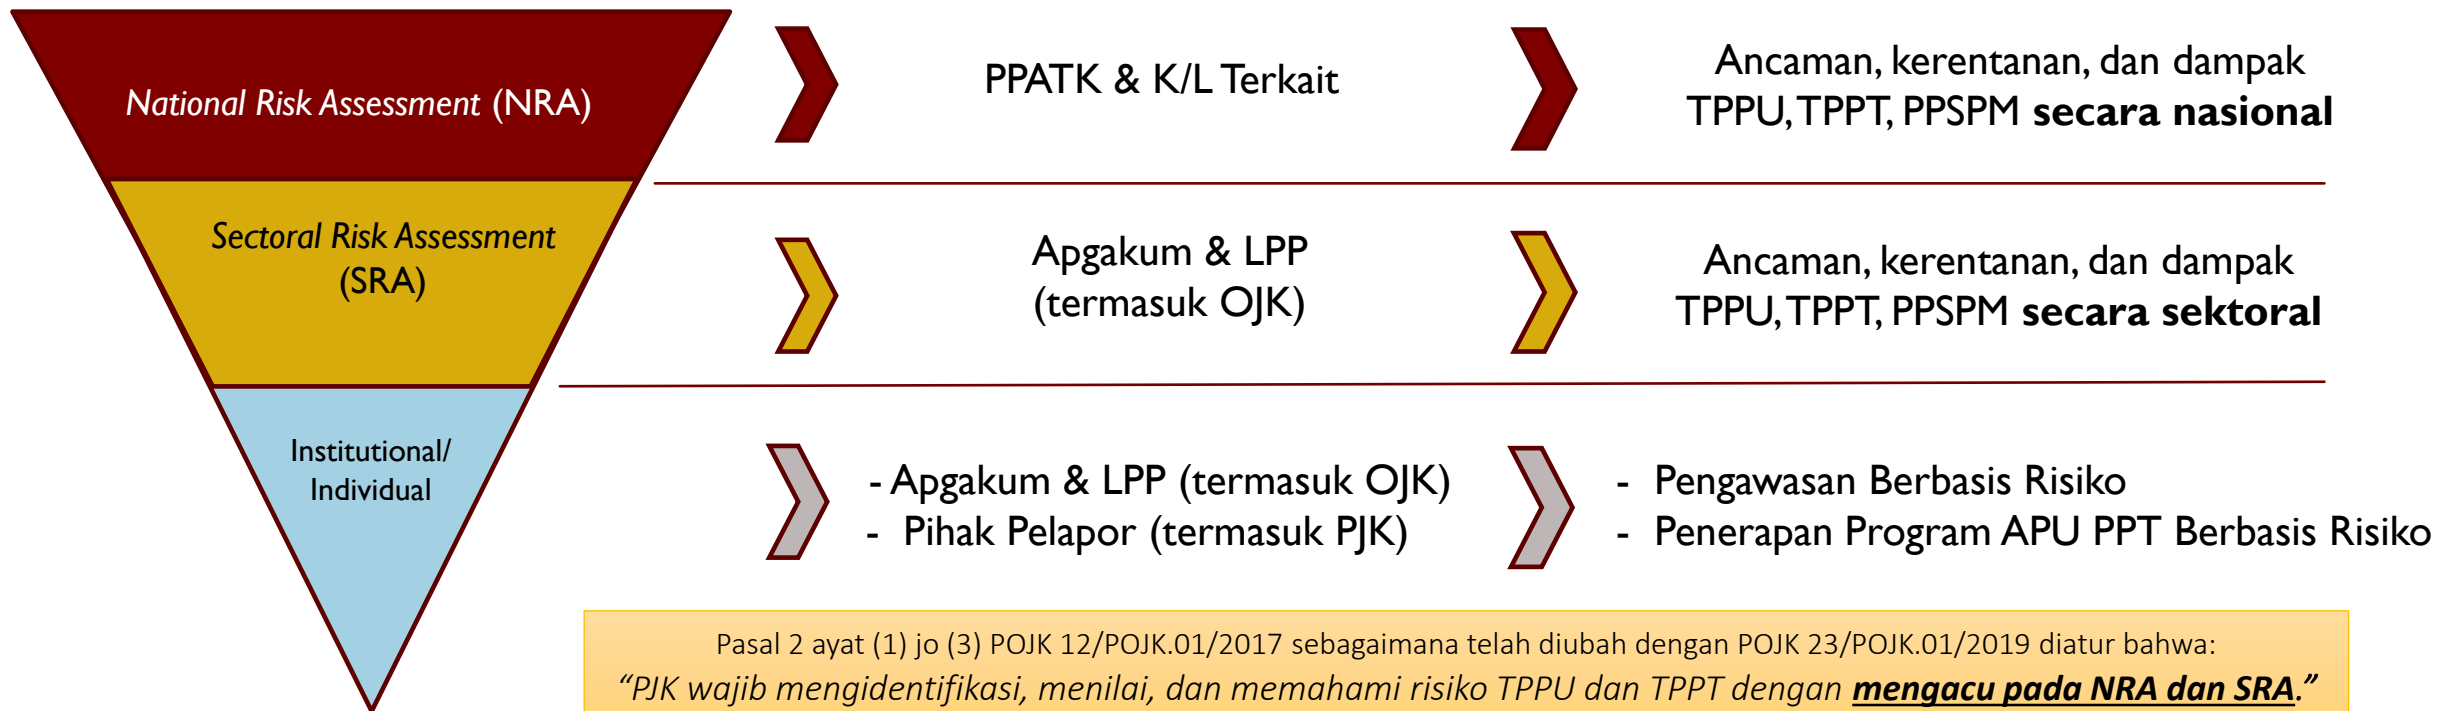 National Risk Assessment (NRA)
PPATK & K/L Terkait
Ancaman, kerentanan, dan dampak
TPPU, TPPT, PPSPM secara nasional
Sectoral Risk Assessment
(SRA)
Apgakum & LPP
(termasuk OJK)
Ancaman, kerentanan, dan dampak
TPPU, TPPT, PPSPM secara sektoral
Institutional/
Individual
- Apgakum & LPP (termasuk OJK)
- Pihak Pelapor (termasuk PJK)
- Pengawasan Berbasis Risiko
- Penerapan Program APU PPT Berbasis Risiko
Pasal 2 ayat (1) jo (3) POJK 12/POJK.01/2017 sebagaimana telah diubah dengan POJK 23/POJK.01/2019 diatur bahwa:
“PJK wajib mengidentifikasi, menilai, dan memahami risiko TPPU dan TPPT dengan mengacu pada NRA dan SRA.”